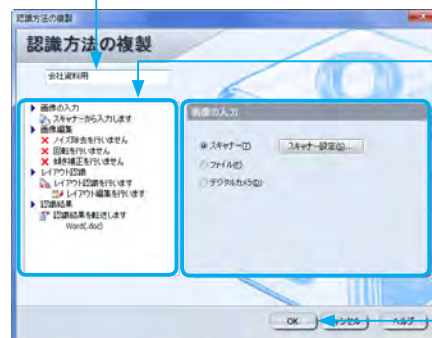 認識方法の複製
認識方法の複製
会社資料用
画像の入力
スキャナーから入力します
画像編集
ノイズ除去を行いません
回転を行いません
傾き補正を行いません
レイアウト認識
レイアウト認識を行います
レイアウト編集を行います
認識結果
認識結果を転送します
Word(.doc)
画像の入力
スキャナー(I)
スキャナー設定(S)...
ファイル(E)
デジタルカメラ(D)
OK
キャンセル
ヘルプ